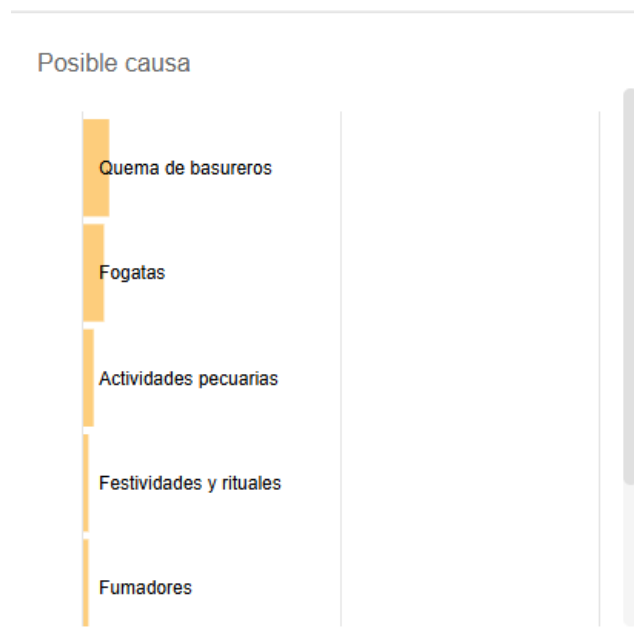 Posible causa
Quema de basureros
Fogatas
Actividades pecuarias
Festividades y rituales
Fumadores